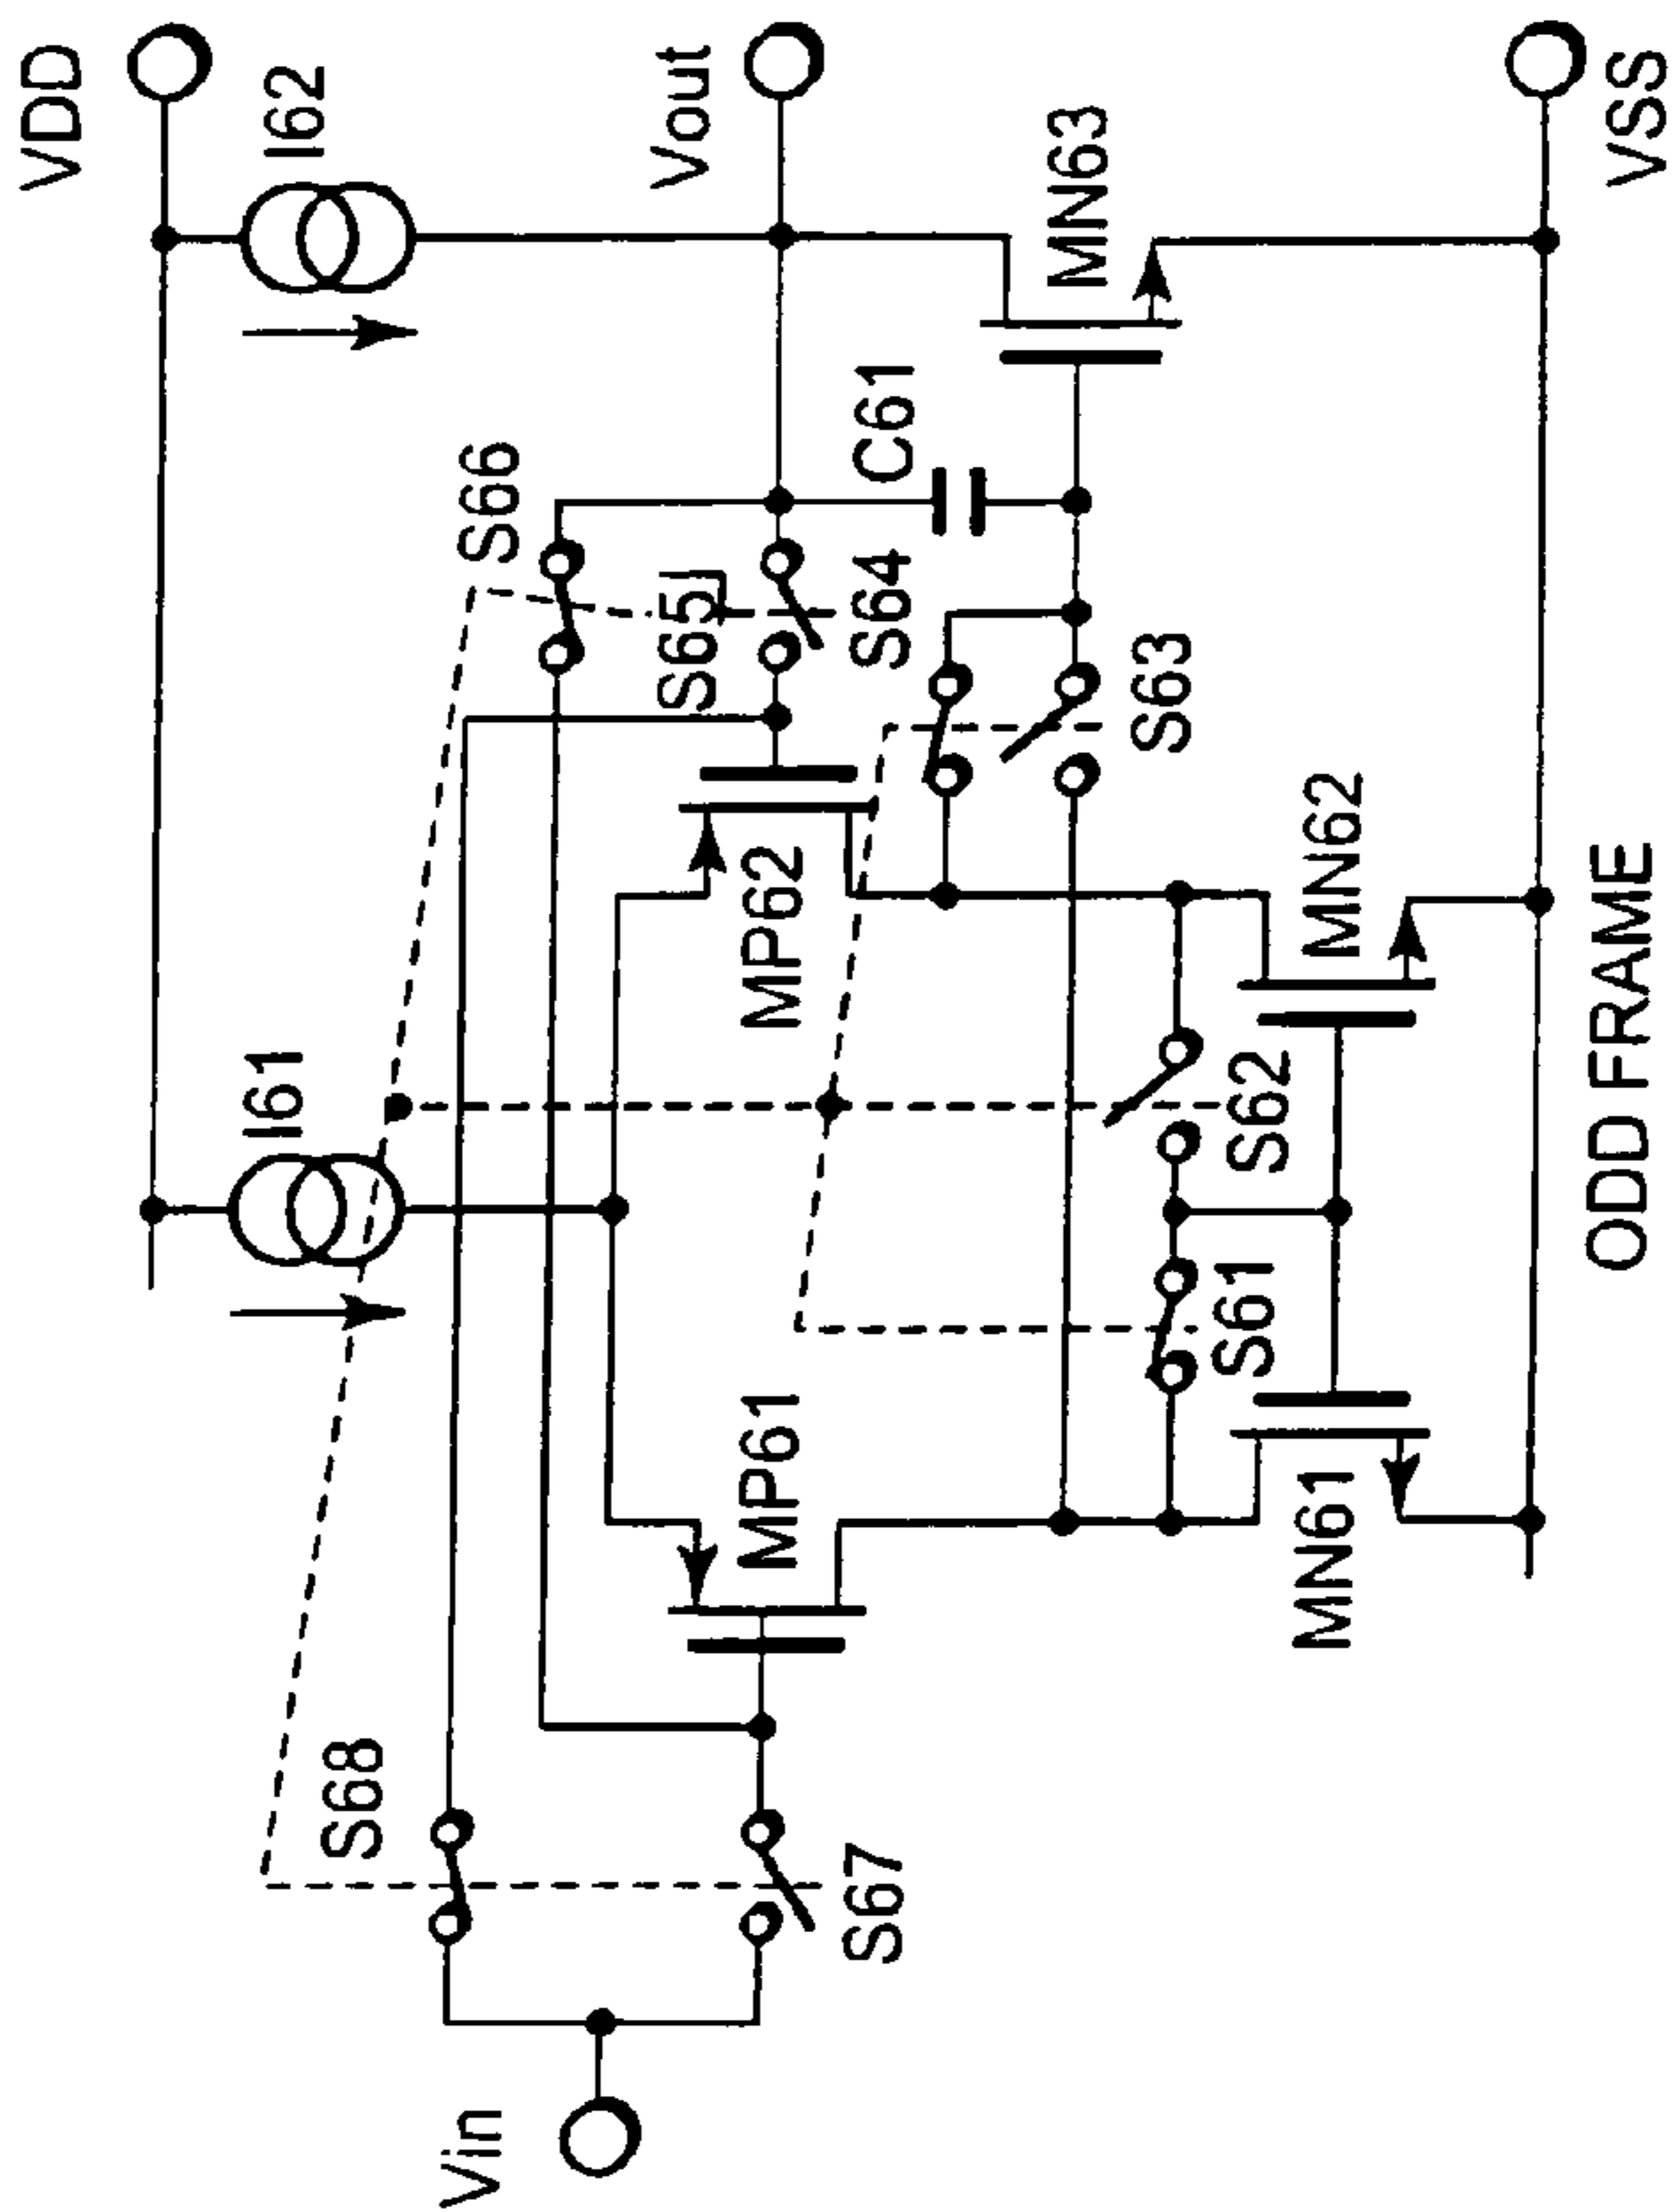 VDD
I61
I62
S68
S66
Vin
Vout
S65
MP61
MP62
C61
S67
S64
MN63
S63
S61
S62
MN61
MN62
VSS
ODD FRAME